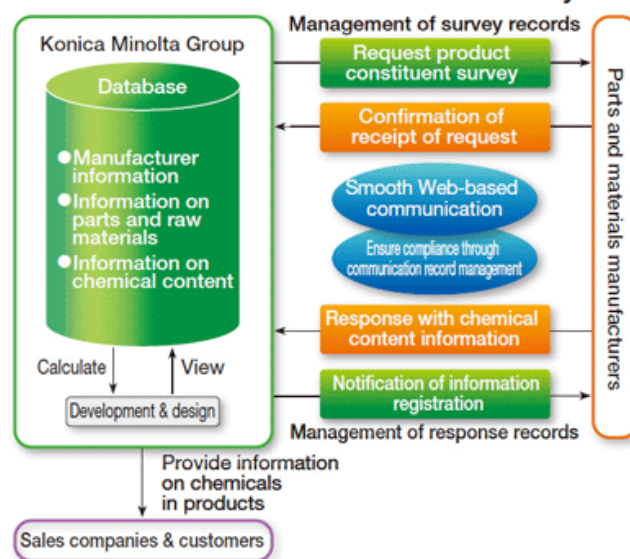 Management of survey records
Konica Minolta Group
Database
●Manufacturer
information
●Information on
parts and raw
materials
●Information on
chemical content
Calculate
View
Development & design
Request product
constituent survey
Confirmation of
receipt of request
Smooth Web-based
communication
Ensure compliance through
communication record management
Response with chemical
content information
Notification of information
registration
Management of response records
Parts and materials manufacturers
Provide information
on chemicals
in products
Sales companies & customers